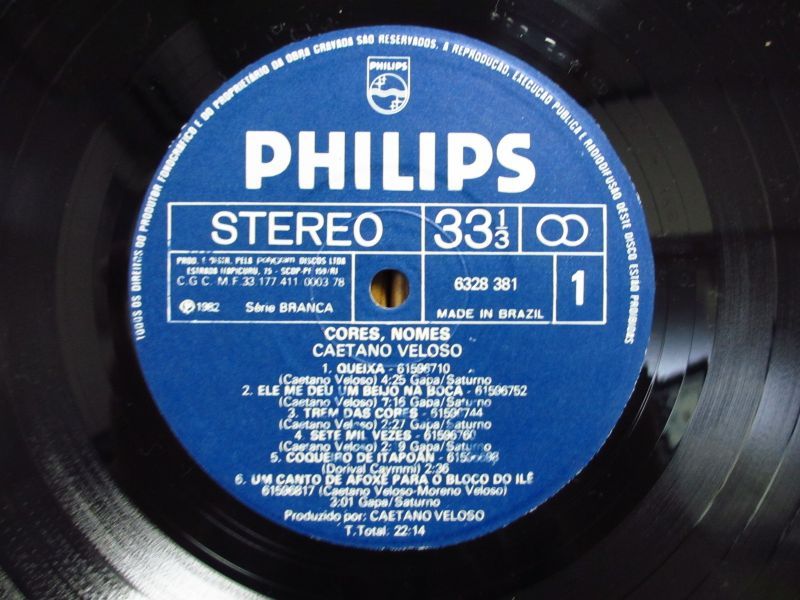 TODOS OS DIREITOS DO PRODUTOR FONOGRÁFICO E DO PROPRIETÁRIO DA OBRA GRAVADA SÃO RESERVADOS. A REPRODUÇÃO, EXECUÇÃO PÚBLICA E RADIODIFUSÃO DESTE DISCO ESTÃO PROIBIDAS
PHILIPS
PHILIPS
STEREO 33 1/3
PROD. E DISTR. PELA polygram DISCOS LTDA
ESTRADA ITAPICURU, 75 - SCDP-PF 159/RJ
C.G.C. M.F. 33 177 411 0003 78
℗ 1982 Série BRANCA
6328 381
MADE IN BRAZIL
1
CORES, NOMES
CAETANO VELOSO
1. QUEIXA - 61596710
(Caetano Veloso) 4:25 Gapa/Saturno
2. ELE ME DEU UM BEIJO NA BOCA - 61596752
(Caetano Veloso) 7:16 Gapa/Saturno
3. TREM DAS CORES - 61596744
(Caetano Veloso) 2:27 Gapa/Saturno
4. SETE MIL VEZES - 61596760
(Caetano Veloso) Gapa/Saturno
5. COQUEIRO DE ITAPOÃN
(Dorival Caymmi) 2:36
6. UM CANTO DE AFOXÉ PARA O BLOCO DO ILÊ
61596817 (Caetano Veloso-Moreno Veloso)
3:01 Gapa/Saturno
Produzido por: CAETANO VELOSO
T. Total: 22:14